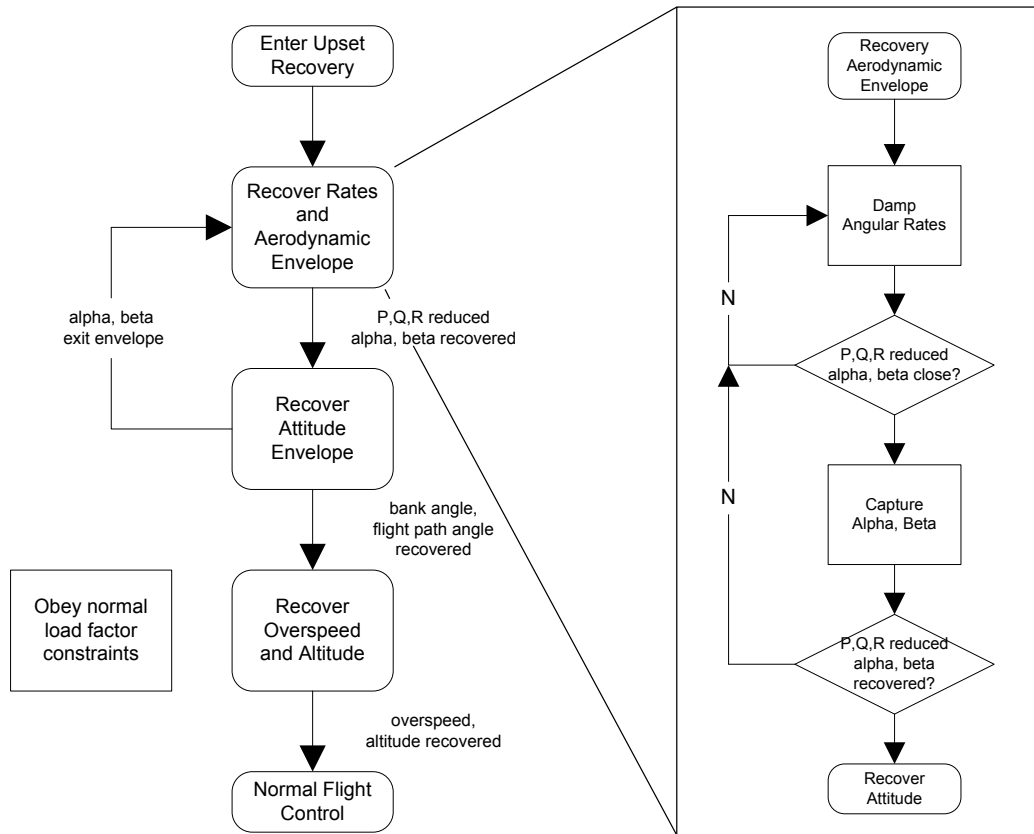 Enter Upset
Recovery
Recover Rates
and
Aerodynamic
Envelope
alpha, beta
exit envelope
P,Q,R reduced
alpha, beta recovered
Recover
Attitude
Envelope
bank angle,
flight path angle
recovered
Obey normal
load factor
constraints
Recover
Overspeed
and Altitude
overspeed,
altitude recovered
Normal Flight
Control
Recovery
Aerodynamic
Envelope
Damp
Angular Rates
N
P,Q,R reduced
alpha, beta close?
N
Capture
Alpha, Beta
P,Q,R reduced
alpha, beta
recovered?
Recover
Attitude